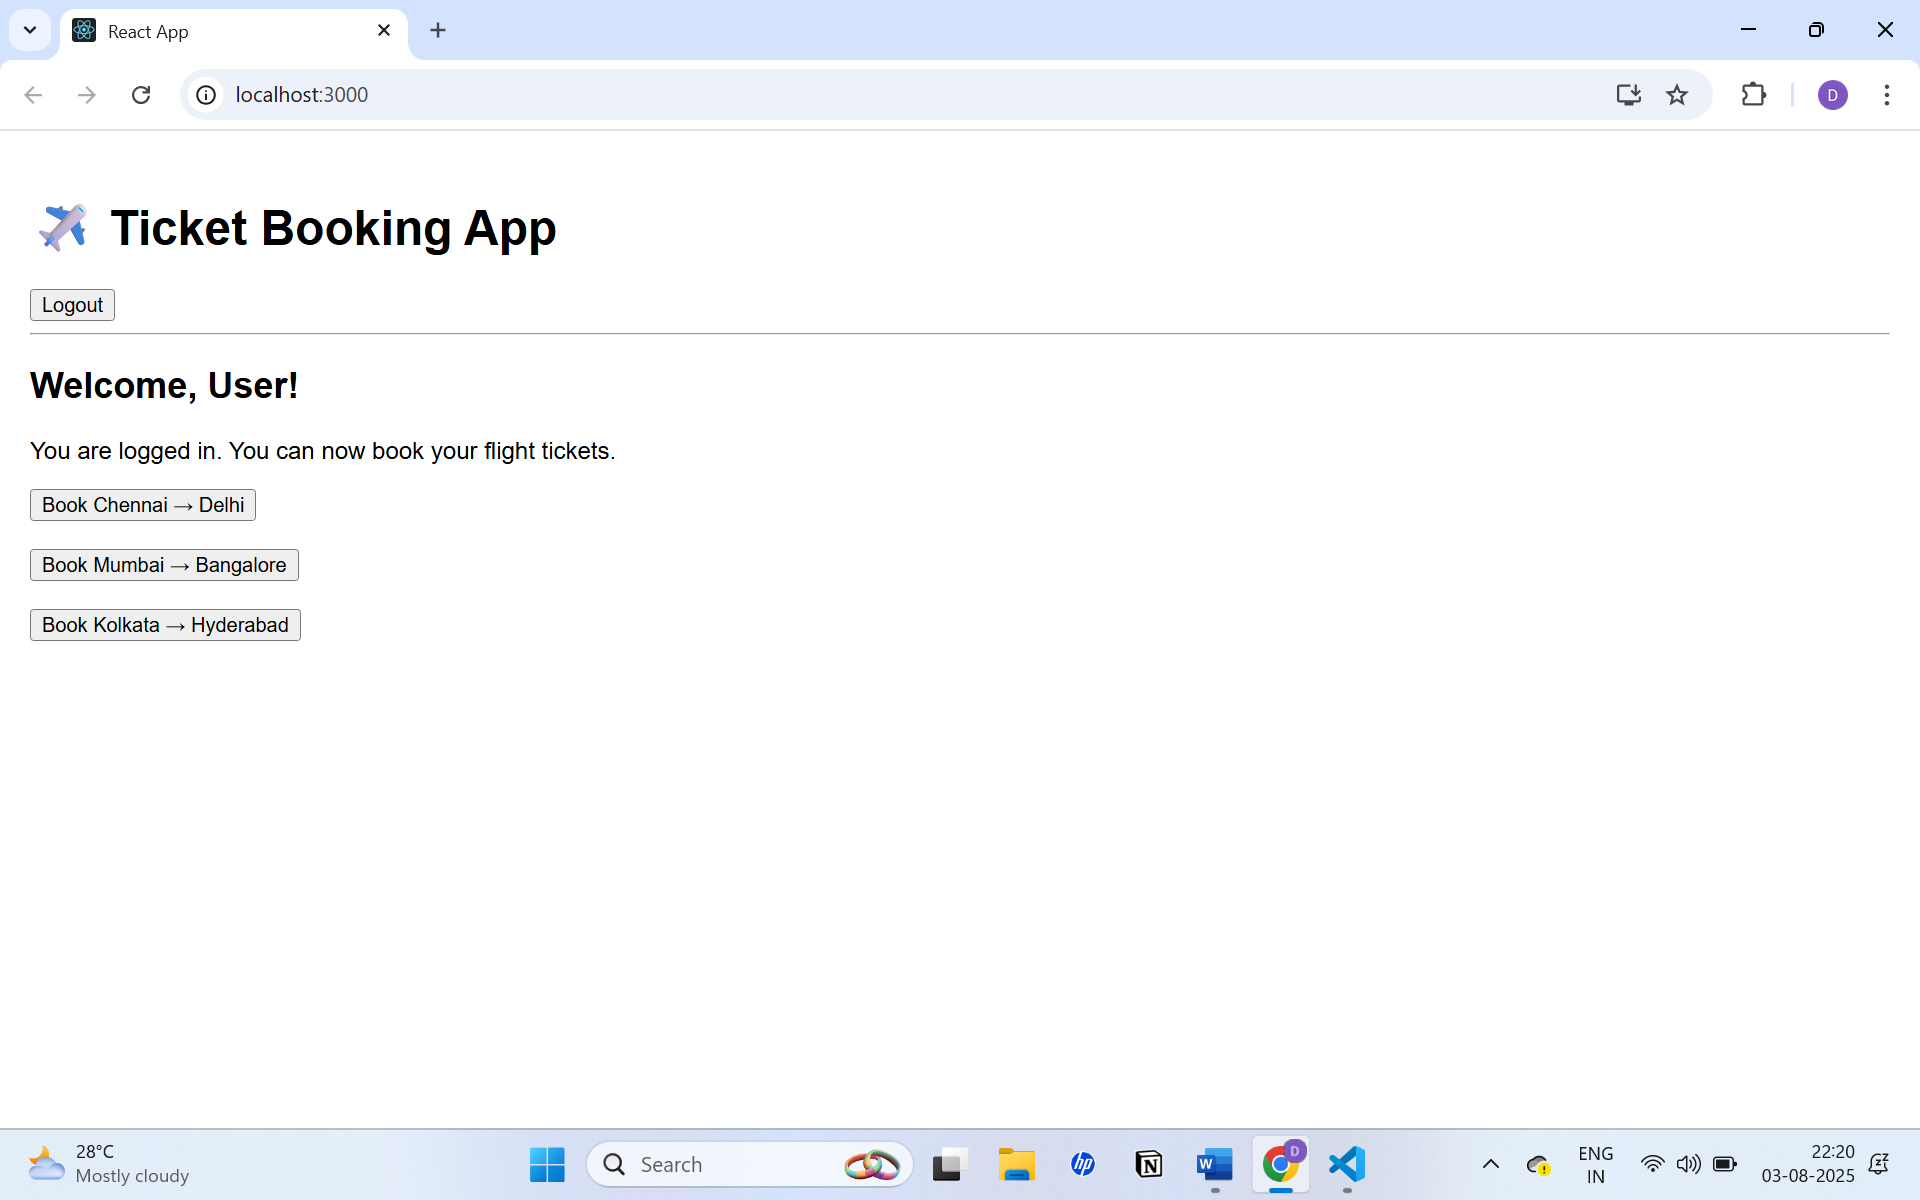 React App
localhost:3000
D
Ticket Booking App
Logout
Welcome, User!
You are logged in. You can now book your flight tickets.
Book Chennai → Delhi
Book Mumbai → Bangalore
Book Kolkata → Hyderabad
28°C
Mostly cloudy
Search
hp
N
W
D
ENG
IN
22:20
03-08-2025